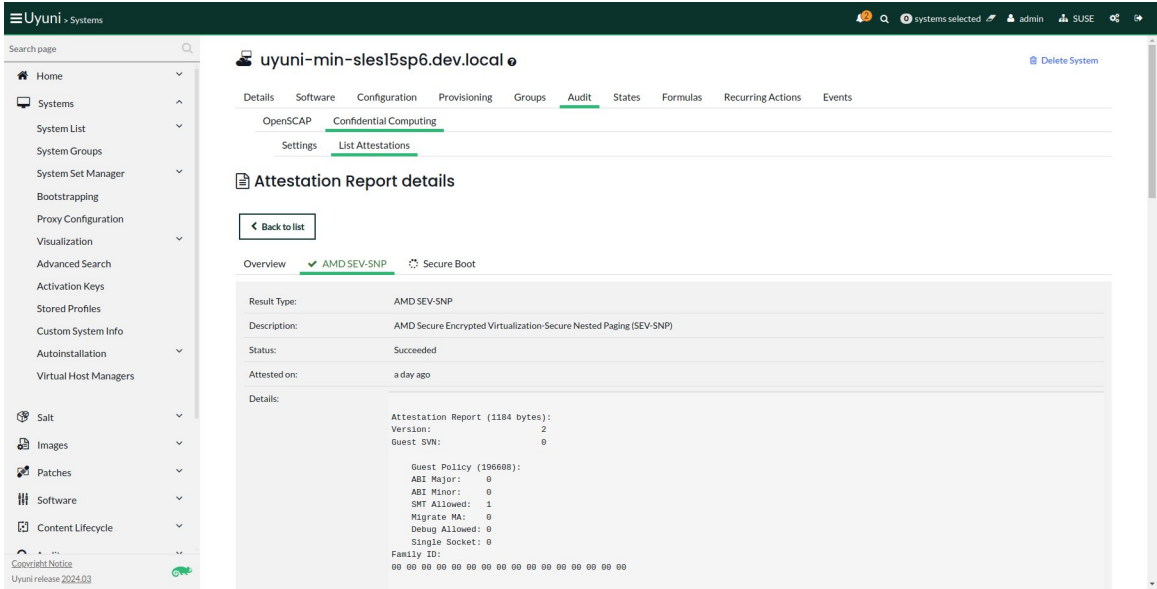 Uyuni > Systems
2
0 systems selected
admin
SUSE
Search page
Home
Systems
System List
System Groups
System Set Manager
Bootstrapping
Proxy Configuration
Visualization
Advanced Search
Activation Keys
Stored Profiles
Custom System Info
Autoinstallation
Virtual Host Managers
Salt
Images
Patches
Software
Content Lifecycle
Copyright Notice
Uyuni release 2024.03
uyuni-min-sles15sp6.dev.local
Delete System
Details Software Configuration Provisioning Groups Audit States Formulas Recurring Actions Events
OpenSCAP Confidential Computing
Settings List Attestations
Attestation Report details
Back to list
Overview AMD SEV-SNP Secure Boot
Result Type: AMD SEV-SNP
Description: AMD Secure Encrypted Virtualization-Secure Nested Paging (SEV-SNP)
Status: Succeeded
Attested on: a day ago
Details:
Attestation Report (1184 bytes):
Version: 2
Guest SVN: 0
Guest Policy (196608):
ABI Major: 0
ABI Minor: 0
SMT Allowed: 1
Migrate MA: 0
Debug Allowed: 0
Single Socket: 0
Family ID:
00 00 00 00 00 00 00 00 00 00 00 00 00 00 00 00